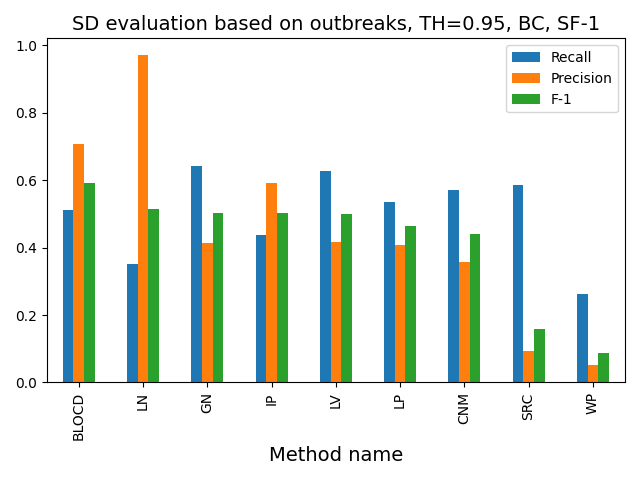 SD evaluation based on outbreaks, TH=0.95, BC, SF-1
Recall
Precision
F-1
1.0
0.8
0.6
0.4
0.2
0.0
BLOCD
LN
GN
IP
LV
LP
CNM
SRC
WP
Method name